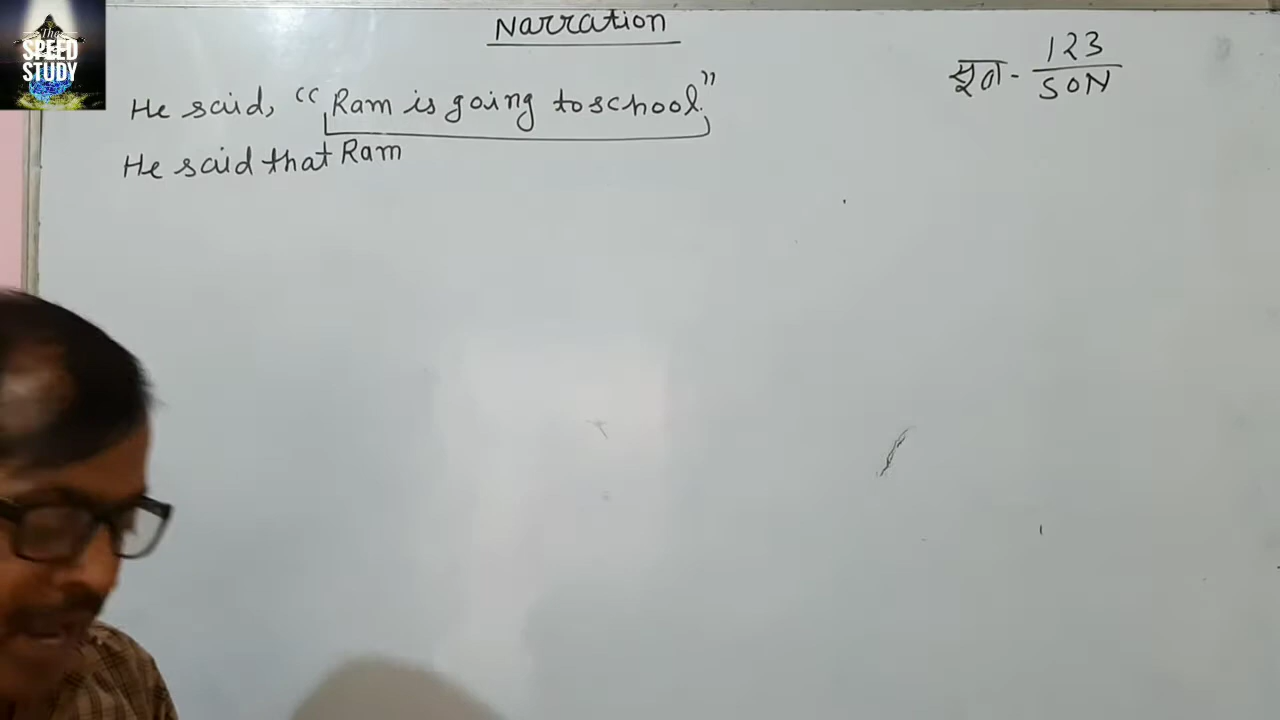 The
SPEED
STUDY
Narration
सूत्र - 123
SON
He said, “Ram is going to school.”
He said that Ram